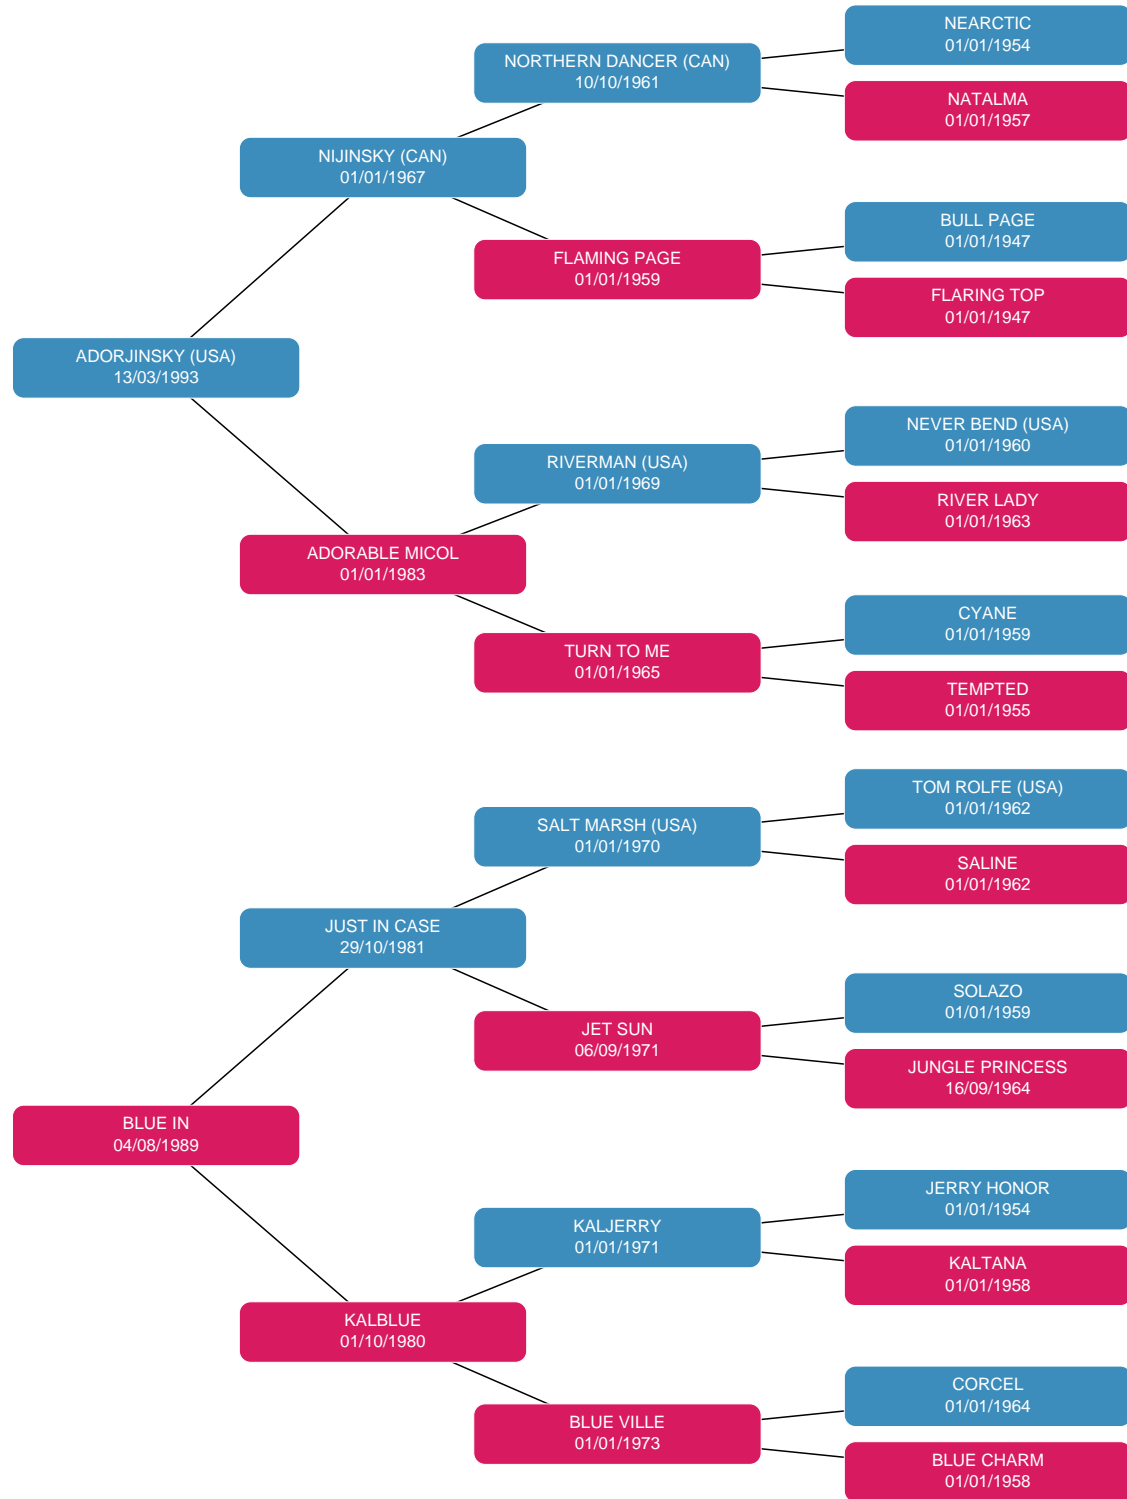 NEARCTIC
01/01/1954
NORTHERN DANCER (CAN)
10/10/1961
NATALMA
01/01/1957
NIJINSKY (CAN)
01/01/1967
BULL PAGE
01/01/1947
FLAMING PAGE
01/01/1959
FLARING TOP
01/01/1947
ADORJINSKY (USA)
13/03/1993
NEVER BEND (USA)
01/01/1960
RIVERMAN (USA)
01/01/1969
RIVER LADY
01/01/1963
ADORABLE MICOL
01/01/1983
CYANE
01/01/1959
TURN TO ME
01/01/1965
TEMPTED
01/01/1955
TOM ROLFE (USA)
01/01/1962
SALT MARSH (USA)
01/01/1970
SALINE
01/01/1962
JUST IN CASE
29/10/1981
SOLAZO
01/01/1959
JET SUN
06/09/1971
JUNGLE PRINCESS
16/09/1964
BLUE IN
04/08/1989
JERRY HONOR
01/01/1954
KALJERRY
01/01/1971
KALTANA
01/01/1958
KALBLUE
01/10/1980
CORCEL
01/01/1964
BLUE VILLE
01/01/1973
BLUE CHARM
01/01/1958